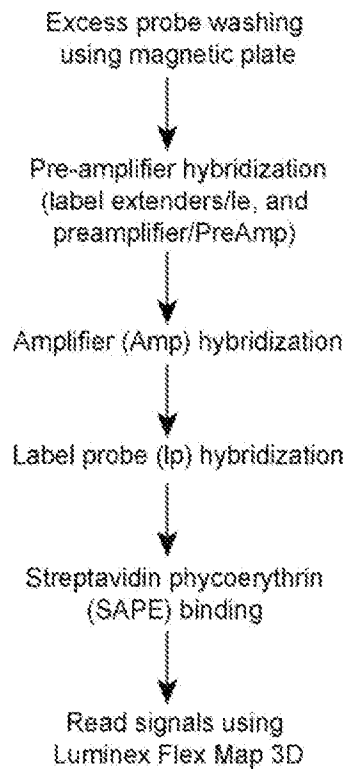 Excess probe washing
using magnetic plate
Pre-amplifier hybridization
(label extenders/le, and
preamplifier/PreAmp)
Amplifier (Amp) hybridization
Label probe (lp) hybridization
Streptavidin phycoerythrin
(SAPE) binding
Read signals using
Luminex Flex Map 3D